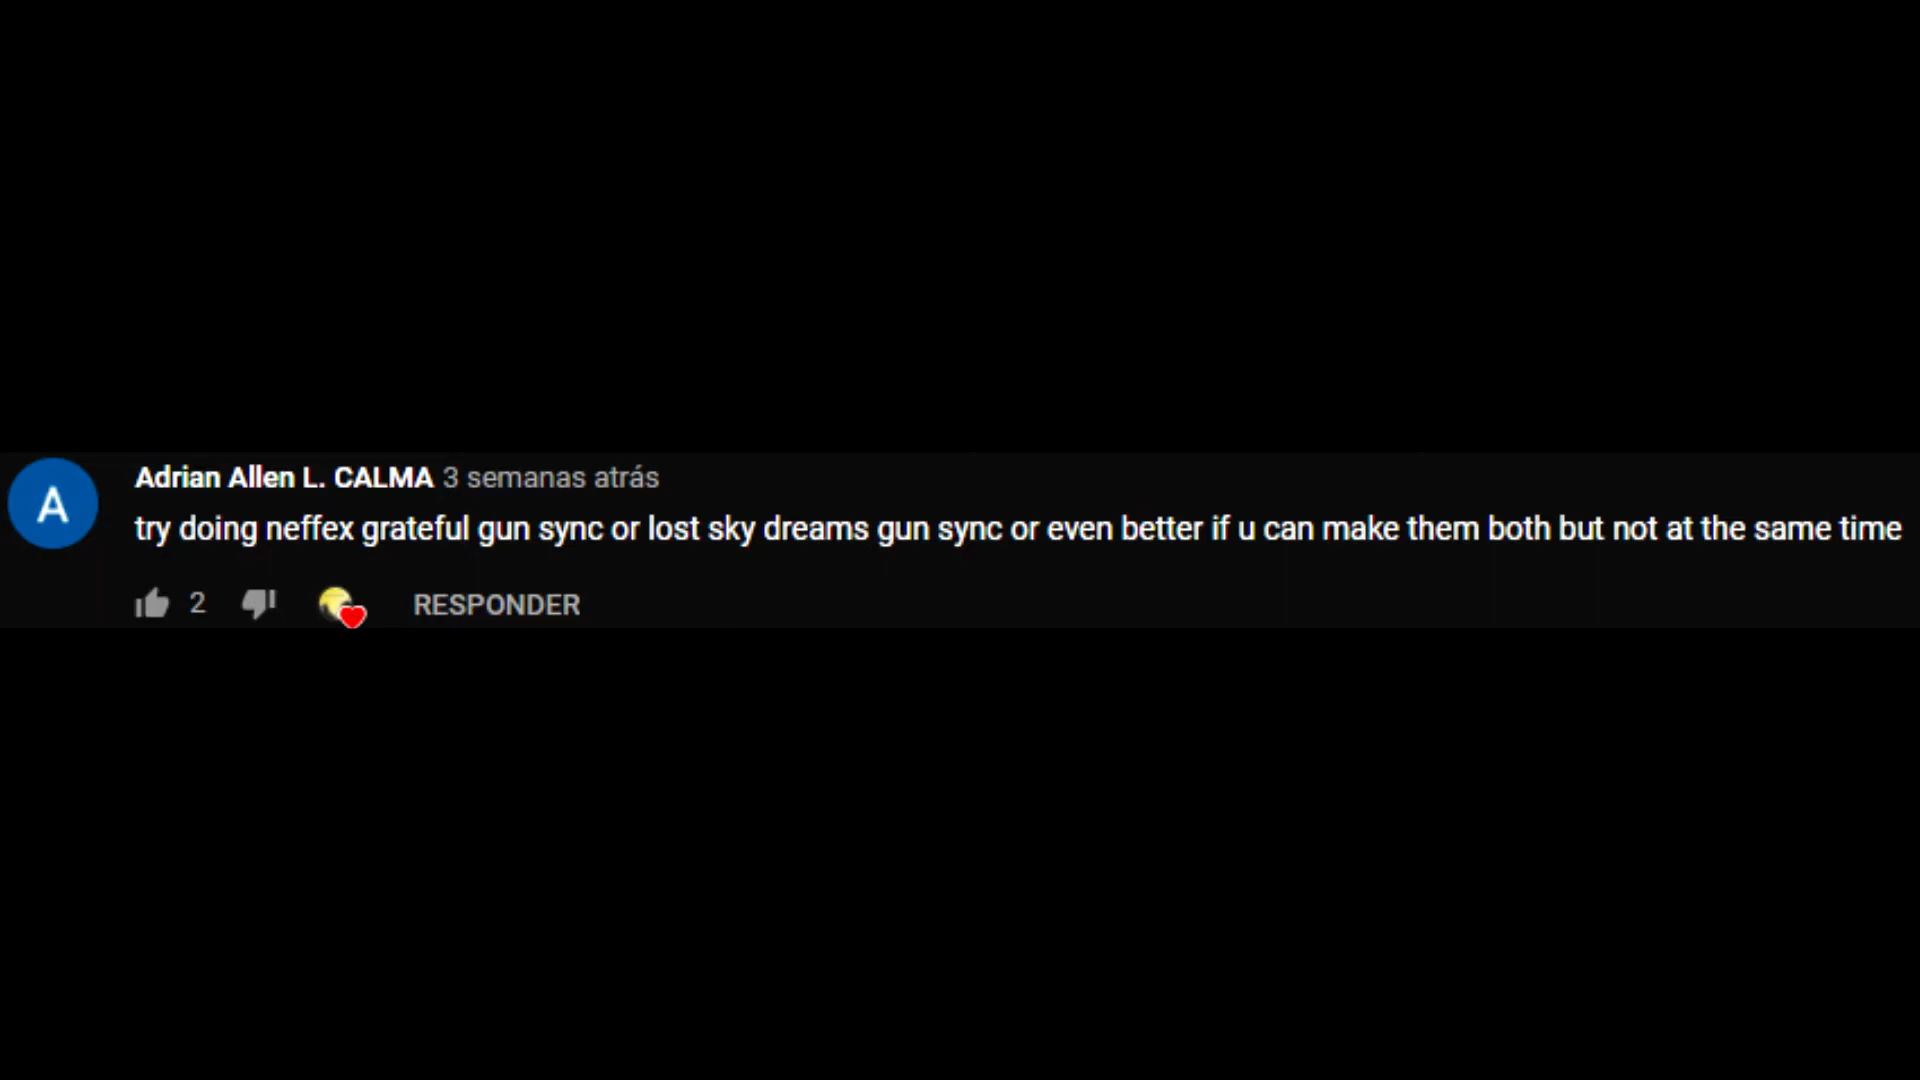 A
Adrian Allen L. CALMA 3 semanas atrás
try doing neffex grateful gun sync or lost sky dreams gun sync or even better if u can make them both but not at the same time
2 RESPONDER